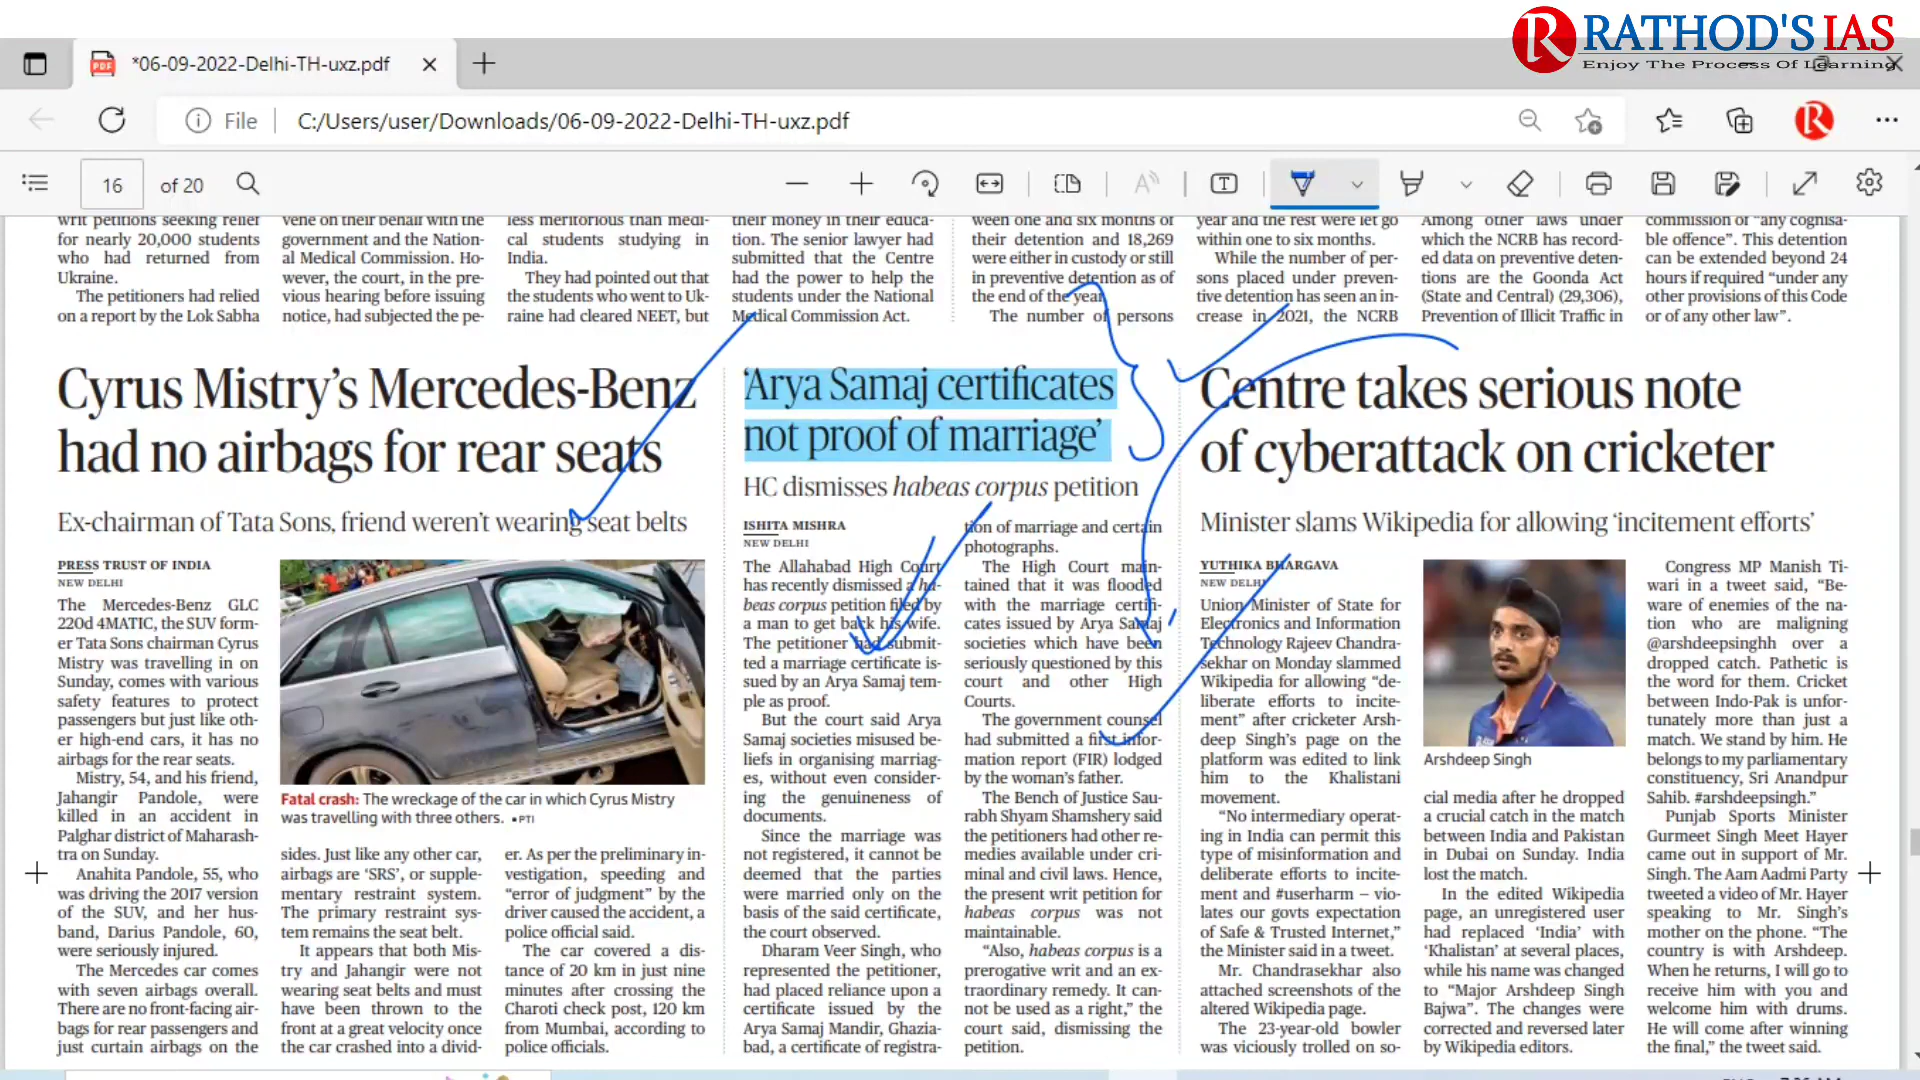 RATHOD'S IAS
Enjoy The Process Of Learning
*06-09-2022-Delhi-TH-uxz.pdf
File
C:/Users/user/Downloads/06-09-2022-Delhi-TH-uxz.pdf
16
of 20
writ petitions seeking relief
for nearly 20,000 students
who had returned from
Ukraine.
The petitioners had relied
on a report by the Lok Sabha
vene on their behalf with the
government and the Nation-
al Medical Commission. Ho-
wever, the court, in the pre-
vious hearing before issuing
notice, had subjected the pe-
less meritorious than medi-
cal students studying in
India.
They had pointed out that
the students who went to Uk-
raine had cleared NEET, but
their money in their educa-
tion. The senior lawyer had
submitted that the Centre
had the power to help the
students under the National
Medical Commission Act.
ween one and six months of
their detention and 18,269
were either in custody or still
in preventive detention as of
the end of the year.
The number of persons
year and the rest were let go
within one to six months.
While the number of per-
sons placed under preven-
tive detention has seen an in-
crease in 2021, the NCRB
Among other laws under
which the NCRB has record-
ed data on preventive deten-
tions are the Goonda Act
(State and Central) (29,306),
Prevention of Illicit Traffic in
commission of “any cognisa-
ble offence”. This detention
can be extended beyond 24
hours if required “under any
other provisions of this Code
or of any other law”.
Cyrus Mistry’s Mercedes-Benz
had no airbags for rear seats
Ex-chairman of Tata Sons, friend weren’t wearing seat belts
PRESS TRUST OF INDIA
NEW DELHI
The Mercedes-Benz GLC
220d 4MATIC, the SUV form-
er Tata Sons chairman Cyrus
Mistry was travelling in on
Sunday, comes with various
safety features to protect
passengers but just like oth-
er high-end cars, it has no
airbags for the rear seats.
Mistry, 54, and his friend,
Jahangir Pandole, were
killed in an accident in
Palghar district of Maharash-
tra on Sunday.
Anahita Pandole, 55, who
was driving the 2017 version
of the SUV, and her hus-
band, Darius Pandole, 60,
were seriously injured.
The Mercedes car comes
with seven airbags overall.
There are no front-facing air-
bags for rear passengers and
just curtain airbags on the
Fatal crash: The wreckage of the car in which Cyrus Mistry
was travelling with three others. •PTI
sides. Just like any other car,
airbags are ‘SRS’, or supple-
mentary restraint system.
The primary restraint sys-
tem remains the seat belt.
It appears that both Mis-
try and Jahangir were not
wearing seat belts and must
have been thrown to the
front at a great velocity once
the car crashed into a divid-
er. As per the preliminary in-
vestigation, speeding and
“error of judgment” by the
driver caused the accident, a
police official said.
The car covered a dis-
tance of 20 km in just nine
minutes after crossing the
Charoti check post, 120 km
from Mumbai, according to
police officials.
‘Arya Samaj certificates
not proof of marriage’
HC dismisses habeas corpus petition
ISHITA MISHRA
NEW DELHI
The Allahabad High Court
has recently dismissed a ha-
beas corpus petition filed by
a man to get back his wife.
The petitioner had submit-
ted a marriage certificate is-
sued by an Arya Samaj tem-
ple as proof.
But the court said Arya
Samaj societies misused be-
liefs in organising marriag-
es, without even consider-
ing the genuineness of
documents.
Since the marriage was
not registered, it cannot be
deemed that the parties
were married only on the
basis of the said certificate,
the court observed.
Dharam Veer Singh, who
represented the petitioner,
had placed reliance upon a
certificate issued by the
Arya Samaj Mandir, Ghazia-
bad, a certificate of registra-
tion of marriage and certain
photographs.
The High Court main-
tained that it was flooded
with the marriage certifi-
cates issued by Arya Samaj
societies which have been
seriously questioned by this
court and other High
Courts.
The government counsel
had submitted a first infor-
mation report (FIR) lodged
by the woman’s father.
The Bench of Justice Sau-
rabh Shyam Shamshery said
the petitioners had other re-
medies available under cri-
minal and civil laws. Hence,
the present writ petition for
habeas corpus was not
maintainable.
“Also, habeas corpus is a
prerogative writ and an ex-
traordinary remedy. It can-
not be used as a right,” the
court said, dismissing the
petition.
Centre takes serious note
of cyberattack on cricketer
Minister slams Wikipedia for allowing ‘incitement efforts’
YUTHIKA BHARGAVA
NEW DELHI
Union Minister of State for
Electronics and Information
Technology Rajeev Chandra-
sekhar on Monday slammed
Wikipedia for allowing “de-
liberate efforts to incite-
ment” after cricketer Arsh-
deep Singh’s page on the
platform was edited to link
him to the Khalistani
movement.
“No intermediary operat-
ing in India can permit this
type of misinformation and
deliberate efforts to incite-
ment and #userharm – vio-
lates our govts expectation
of Safe & Trusted Internet,”
the Minister said in a tweet.
Mr. Chandrasekhar also
attached screenshots of the
altered Wikipedia page.
The 23-year-old bowler
was viciously trolled on so-
Arshdeep Singh
cial media after he dropped
a crucial catch in the match
between India and Pakistan
in Dubai on Sunday. India
lost the match.
In the edited Wikipedia
page, an unregistered user
had replaced ‘India’ with
‘Khalistan’ at several places,
while his name was changed
to “Major Arshdeep Singh
Bajwa”. The changes were
corrected and reversed later
by Wikipedia editors.
Congress MP Manish Ti-
wari in a tweet said, “Be-
ware of enemies of the na-
tion who are maligning
@arshdeepsinghh over a
dropped catch. Pathetic is
the word for them. Cricket
between Indo-Pak is unfor-
tunately more than just a
match. We stand by him. He
belongs to my parliamentary
constituency, Sri Anandpur
Sahib. #arshdeepsingh.”
Punjab Sports Minister
Gurmeet Singh Meet Hayer
came out in support of Mr.
Singh. The Aam Aadmi Party
tweeted a video of Mr. Hayer
speaking to Mr. Singh’s
mother on the phone. “The
country is with Arshdeep.
When he returns, I will go to
receive him with you and
welcome him with drums.
He will come after winning
the final,” the tweet said.